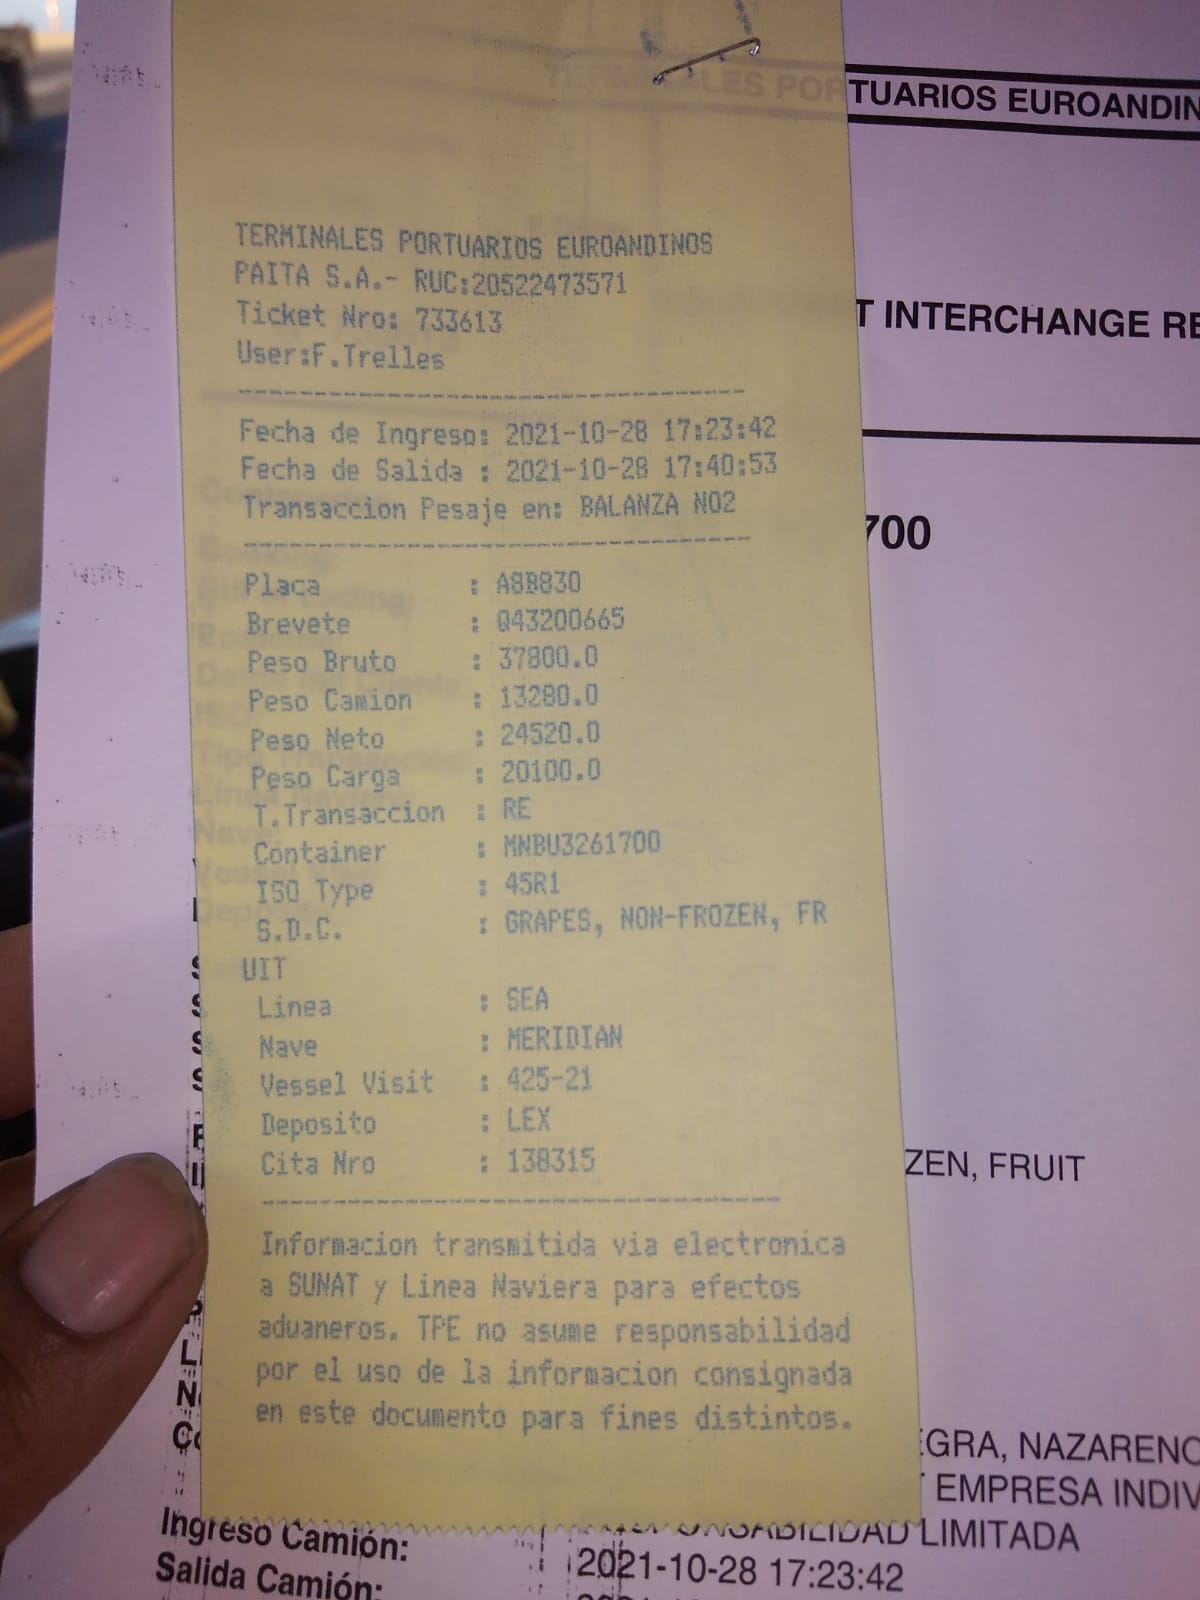 TUARIOS EUROANDIN
TERMINALES PORTUARIOS EUROANDINOS
PAITA S.A.- RUC:20522473571
Ticket Nro: 733613
User:F.Trelles
T INTERCHANGE RE
Fecha de Ingreso: 2021-10-28 17:23:42
Fecha de Salida : 2021-10-28 17:40:53
Transaccion Pesaje en: BALANZA NO2
700
Placa : A8B830
Brevete : Q43200665
Peso Bruto : 37800.0
Peso Camion : 13280.0
Peso Neto : 24520.0
Peso Carga : 20100.0
T.Transaccion : RE
Container : MNBU3261700
ISO Type : 45R1
S.D.C. : GRAPES, NON-FROZEN, FR
UIT
Linea : SEA
Nave : MERIDIAN
Vessel Visit : 425-21
Deposito : LEX
Cita Nro : 138315
ZEN, FRUIT
Informacion transmitida via electronica
a SUNAT y Linea Naviera para efectos
aduaneros. TPE no asume responsabilidad
por el uso de la informacion consignada
en este documento para fines distintos.
EGRA, NAZARENO
EMPRESA INDIV
LIMITADA
Ingreso Camión: : 2021-10-28 17:23:42
Salida Camión: